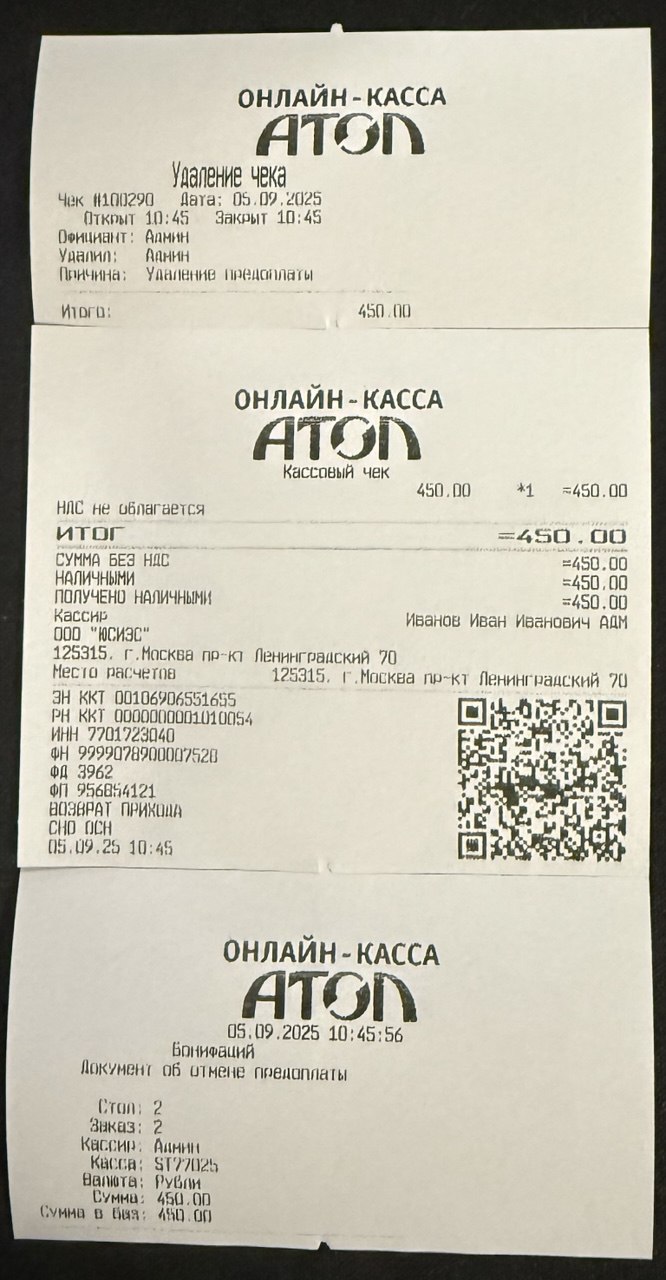 ОНЛАЙН-КАССА
АТОЛ
Удаление чека
Чек #100290 Дата: 05.09.2025
Открыт 10:45 Закрыт 10:45
Официант: Админ
Удалил: Админ
Причина: Удаление предоплаты
Итого: 450.00
ОНЛАЙН-КАССА
АТОЛ
Кассовый чек
450.00 *1 =450.00
НДС не облагается
ИТОГ =450.00
СУММА БЕЗ НДС =450.00
НАЛИЧНЫМИ =450.00
ПОЛУЧЕНО НАЛИЧНЫМИ =450.00
Кассир Иванов Иван Иванович АДМ
ООО "ЮСИЭС"
125315, г.Москва пр-кт Ленинградский 70
Место расчетов 125315, г.Москва пр-кт Ленинградский 70
ЗН ККТ 00106906551655
РН ККТ 0000000001010054
ИНН 7701723040
ФН 9999078900007520
ФД 3962
ФП 956854121
ВОЗВРАТ ПРИХОДА
СНО ОСН
05.09.25 10:45
ОНЛАЙН-КАССА
АТОЛ
05.09.2025 10:45:56
Бонифаций
Документ об отмене предоплаты
Стол: 2
Заказ: 2
Кассир: Админ
Касса: ST77025
Валюта: Рубли
Сумма: 450.00
Сумма в баз: 450.00